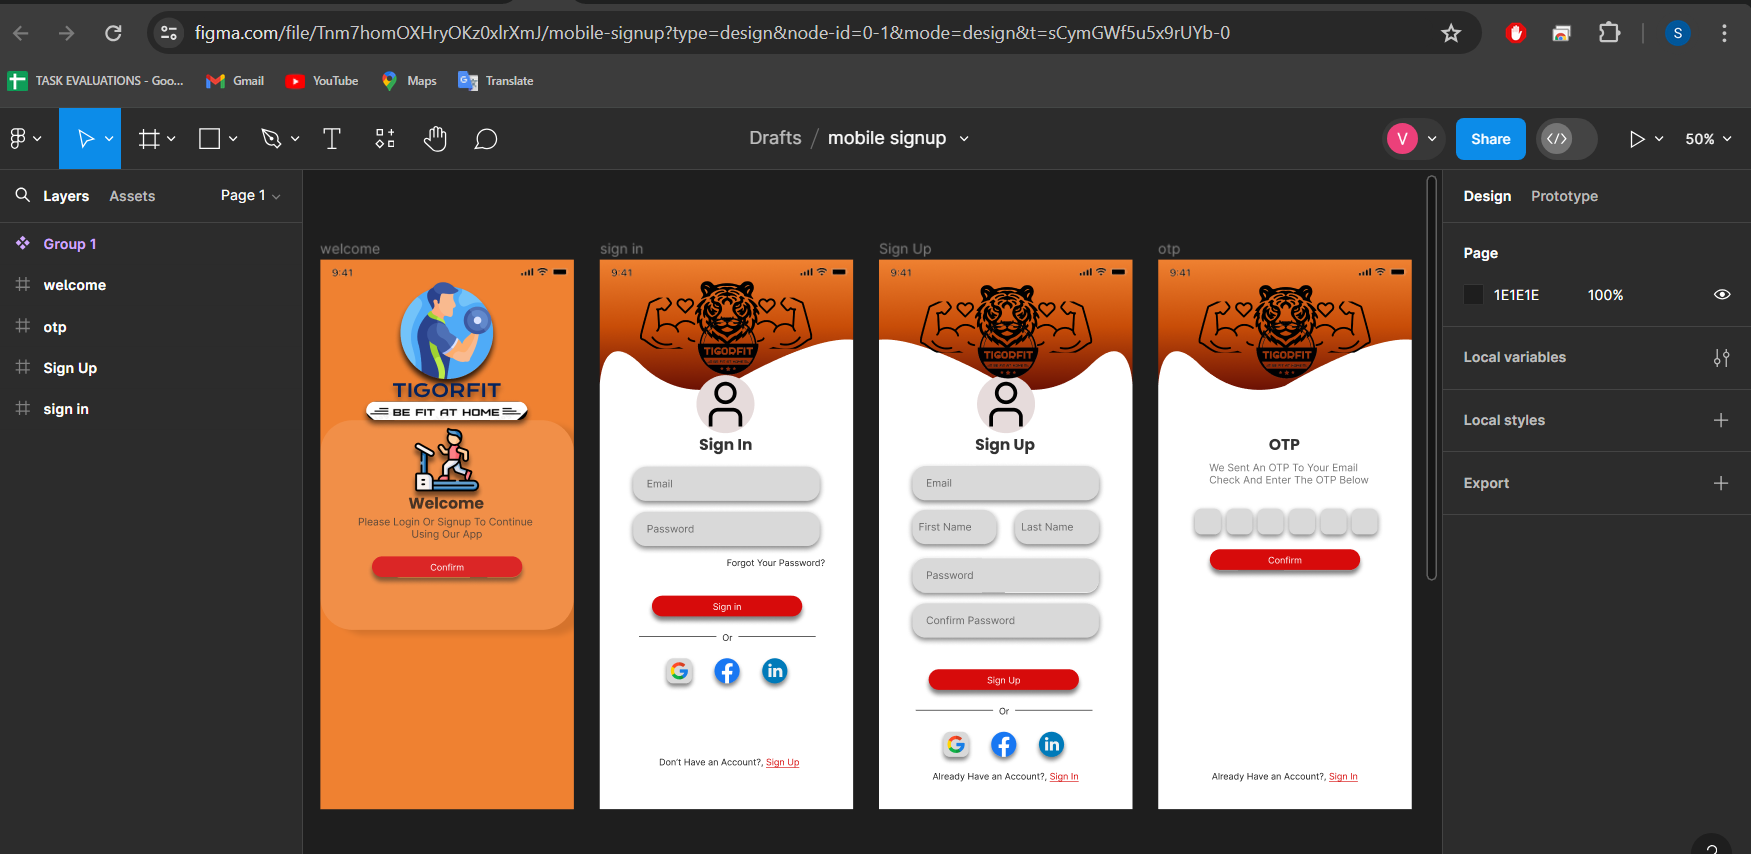 figma.com/file/Tnm7homOXHryOKz0xlrXmJ/mobile-signup?type=design&node-id=0-1&mode=design&t=sCymGWf5u5x9rUYb-0
S
TASK EVALUATIONS - Goo...
Gmail
YouTube
Maps
Translate
Drafts / mobile signup
V
Share
50%
Layers
Assets
Page 1
Group 1
welcome
otp
Sign Up
sign in
welcome
9:41
TIGORFIT
BE FIT AT HOME
Welcome
Please Login Or Signup To Continue
Using Our App
Confirm
sign in
9:41
TIGORFIT
Sign In
Email
Password
Forgot Your Password?
Sign in
Or
Don't Have an Account?, Sign Up
Sign Up
9:41
TIGORFIT
Sign Up
Email
First Name
Last Name
Password
Confirm Password
Sign Up
Or
Already Have an Account?, Sign In
otp
9:41
TIGORFIT
OTP
We Sent An OTP To Your Email
Check And Enter The OTP Below
Confirm
Already Have an Account?, Sign In
Design
Prototype
Page
1E1E1E
100%
Local variables
Local styles
Export
?